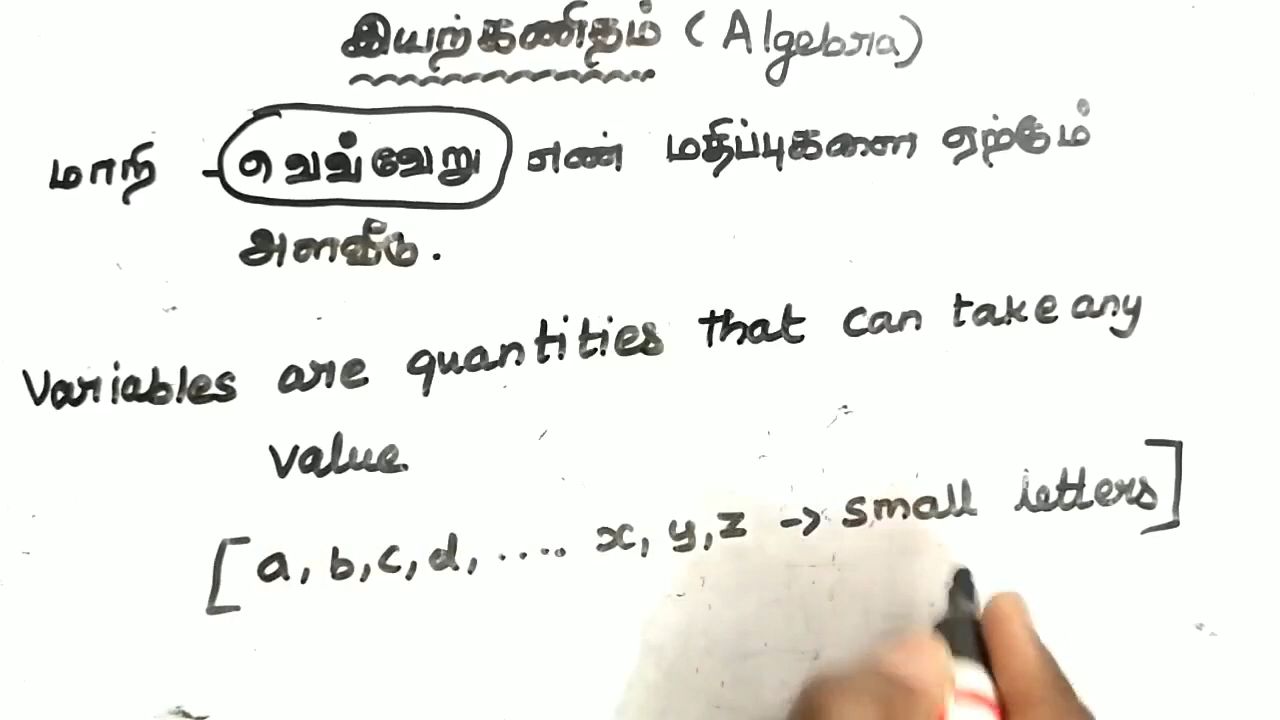 இயற்கணிதம் (Algebra)
மாறி - வெவ்வேறு எண் மதிப்புகளை ஏற்கும்
அளவீடு.
Variables are quantities that can take any
value.
[a, b, c, d, .... x, y, z -> small letters]